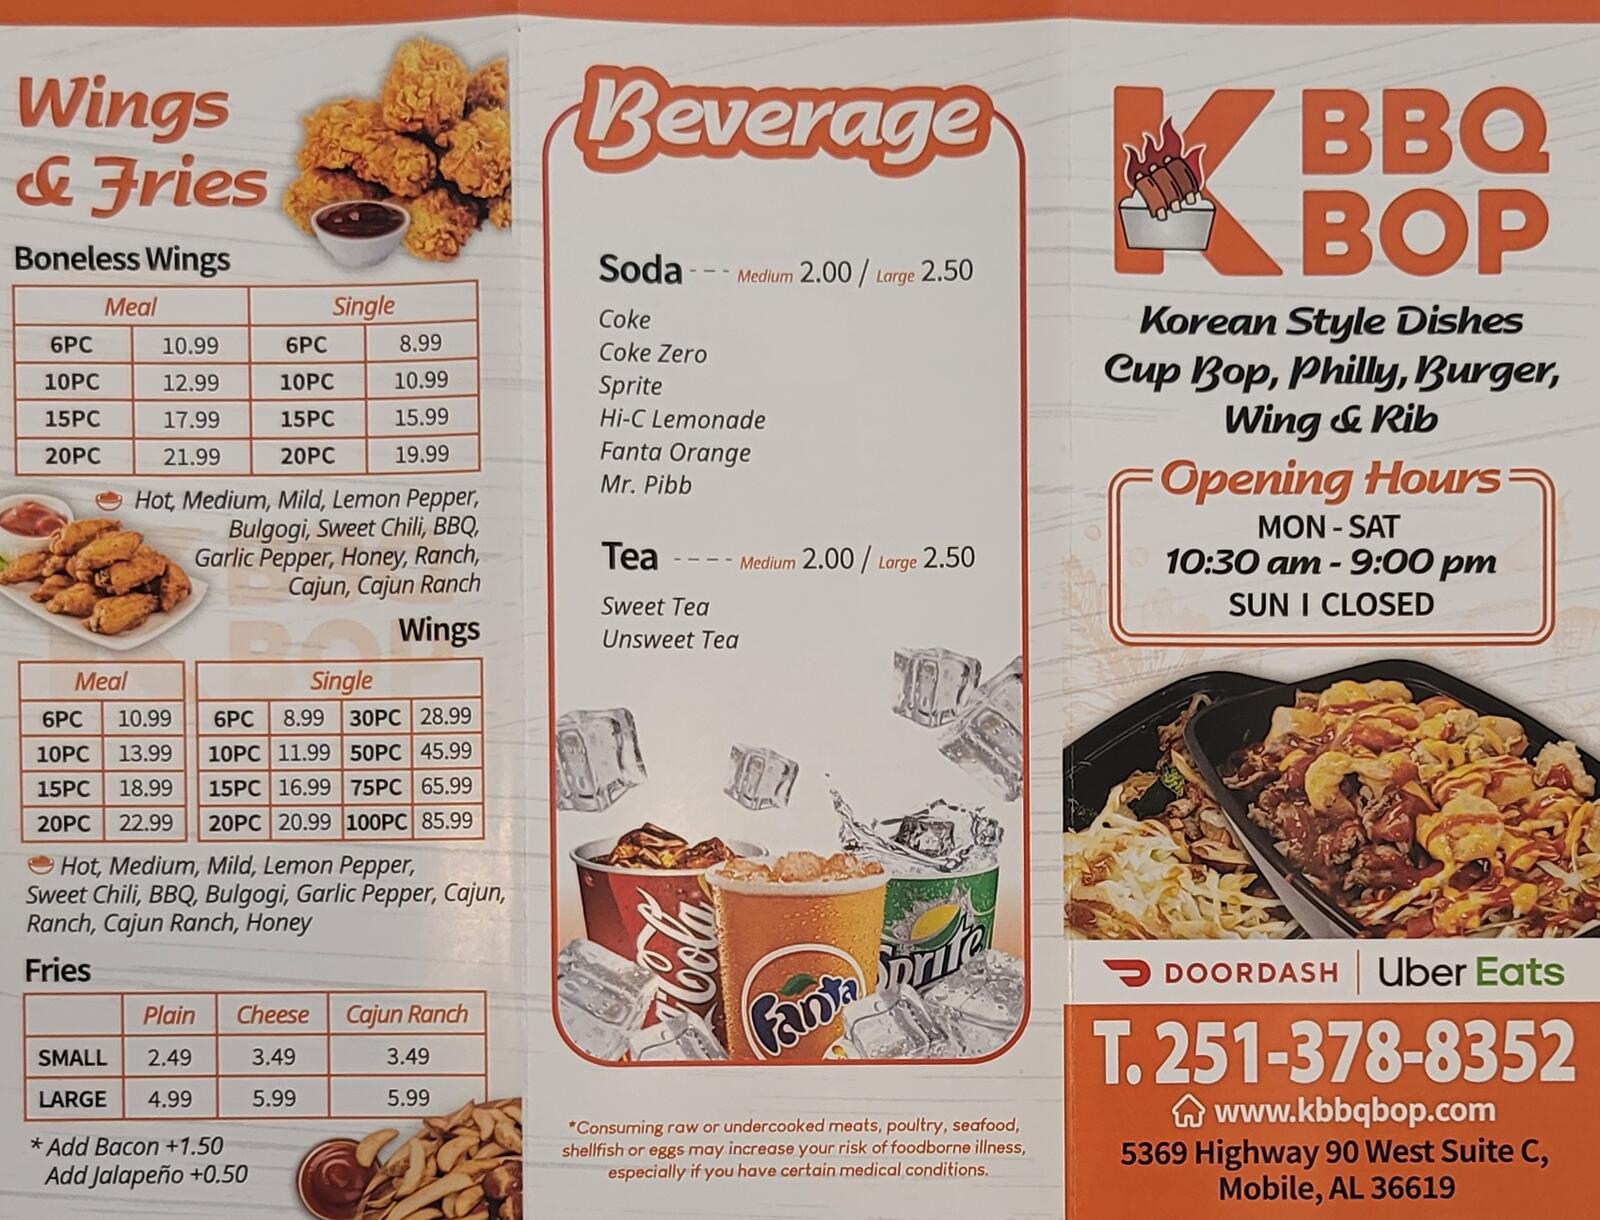 Wings
& Fries
Boneless Wings
Meal Single
6PC 10.99 6PC 8.99
10PC 12.99 10PC 10.99
15PC 17.99 15PC 15.99
20PC 21.99 20PC 19.99
Hot, Medium, Mild, Lemon Pepper,
Bulgogi, Sweet Chili, BBQ,
Garlic Pepper, Honey, Ranch,
Cajun, Cajun Ranch
Wings
Meal Single
6PC 10.99 6PC 8.99 30PC 28.99
10PC 13.99 10PC 11.99 50PC 45.99
15PC 18.99 15PC 16.99 75PC 65.99
20PC 22.99 20PC 20.99 100PC 85.99
Hot, Medium, Mild, Lemon Pepper,
Sweet Chili, BBQ, Bulgogi, Garlic Pepper, Cajun,
Ranch, Cajun Ranch, Honey
Fries
Plain Cheese Cajun Ranch
SMALL 2.49 3.49 3.49
LARGE 4.99 5.99 5.99
* Add Bacon +1.50
Add Jalapeño +0.50
Beverage
Soda --- Medium 2.00 / Large 2.50
Coke
Coke Zero
Sprite
Hi-C Lemonade
Fanta Orange
Mr. Pibb
Tea ---- Medium 2.00 / Large 2.50
Sweet Tea
Unsweet Tea
Coca-Cola
Fanta
Sprite
*Consuming raw or undercooked meats, poultry, seafood,
shellfish or eggs may increase your risk of foodborne illness,
especially if you have certain medical conditions.
K BBQ
BOP
Korean Style Dishes
Cup Bop, Philly, Burger,
Wing & Rib
Opening Hours
MON - SAT
10:30 am - 9:00 pm
SUN I CLOSED
DOORDASH | Uber Eats
T. 251-378-8352
www.kbbqbop.com
5369 Highway 90 West Suite C,
Mobile, AL 36619